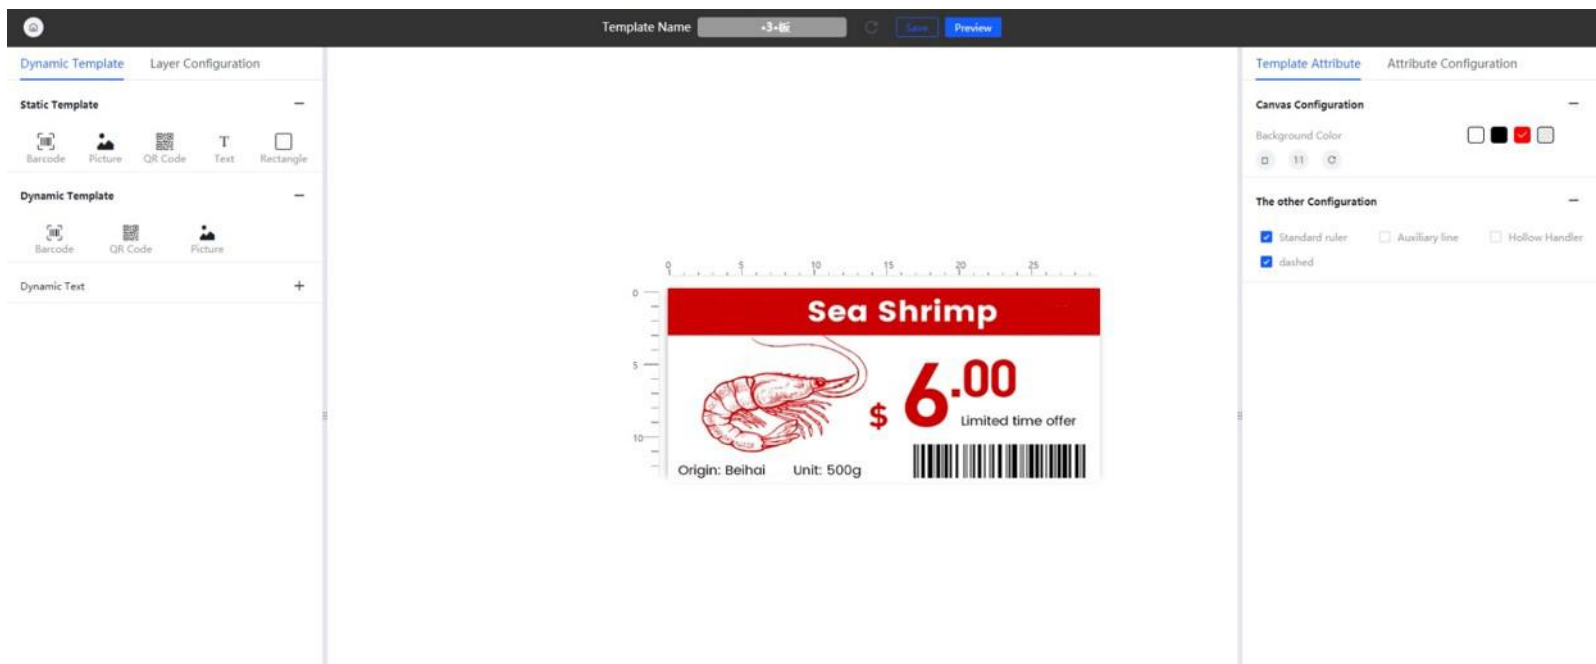 Template Name
Save
Preview
Dynamic Template
Layer Configuration
Static Template
Barcode
Picture
QR Code
Text
Rectangle
Dynamic Template
Barcode
QR Code
Picture
Dynamic Text
0 5 10 15 20 25
0
5
10
Sea Shrimp
$ 6.00
Limited time offer
Origin: Beihai
Unit: 500g
Template Attribute
Attribute Configuration
Canvas Configuration
Background Color
1:1
The other Configuration
Standard ruler
Auxiliary line
Hollow Handler
dashed